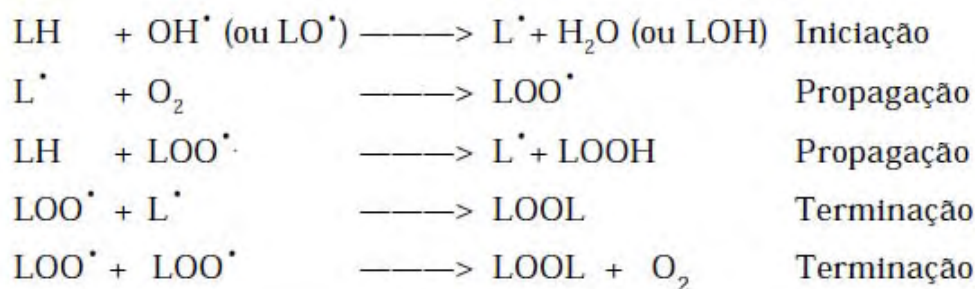 LH + OH• (ou LO•) ———> L• + H₂O (ou LOH) Iniciação
L• + O₂ ———> LOO• Propagação
LH + LOO• ———> L• + LOOH Propagação
LOO• + L• ———> LOOL Terminação
LOO• + LOO• ———> LOOL + O₂ Terminação